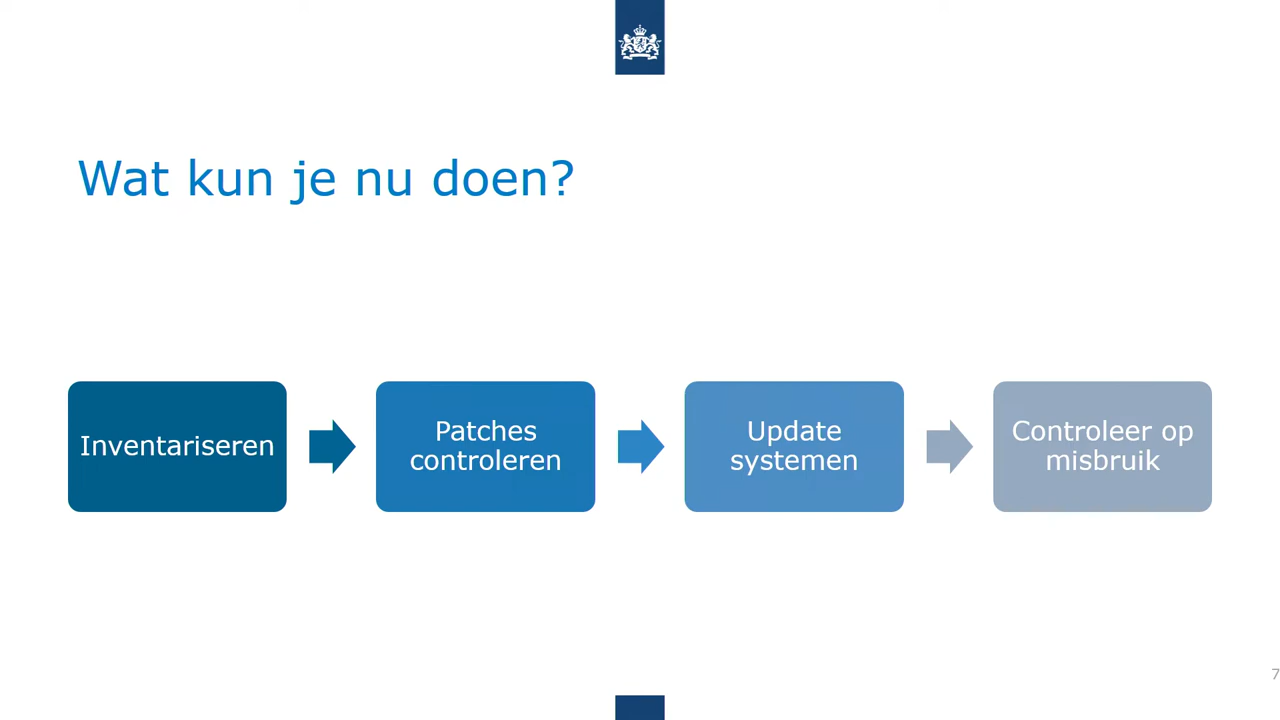 Wat kun je nu doen?
Inventariseren
Patches
controleren
Update
systemen
Controleer op
misbruik
7